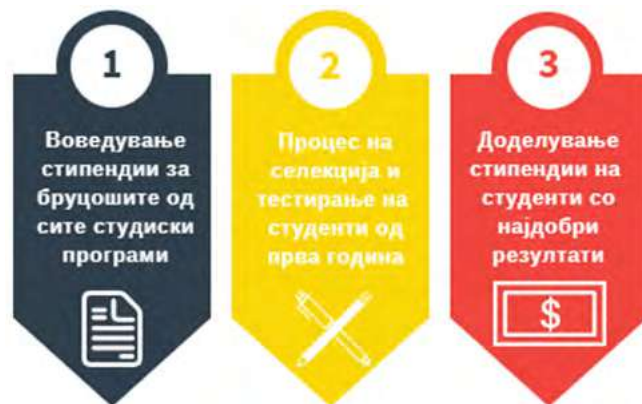 1
Воведување
стипендии за
бруцошите од
сите студиски
програми
2
Процес на
селекција и
тестирање на
студенти од
прва година
3
Доделување
стипендии на
студенти со
најдобри
резултати
$